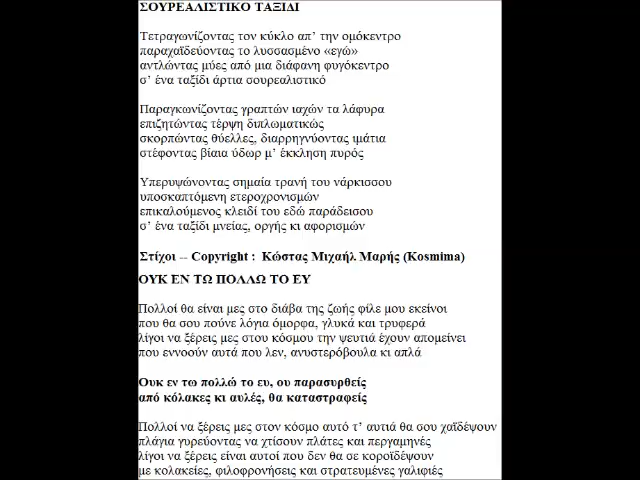 ΣΟΥΡΕΑΛΙΣΤΙΚΟ ΤΑΞΙΔΙ
Τετραγωνίζοντας τον κύκλο απ’ την ομόκεντρο
παραχαϊδεύοντας το λυσσασμένο «εγώ»
αντλώντας μύες από μια διάφανη φυγόκεντρο
σ’ ένα ταξίδι άρτια σουρεαλιστικό
Παραγκωνίζοντας γραπτών ιαχών τα λάφυρα
επιζητώντας τέρψη διπλωματικώς
σκορπώντας θύελλες, διαρρηγνύοντας ιμάτια
στέφοντας βίαια ύδωρ μ’ έκκληση πυρός
Υπερυψώνοντας σημαία τρανή του νάρκισσου
υποσκαπτόμενη ετεροχρονισμών
επικαλούμενος κλειδί του εδώ παράδεισου
σ’ ένα ταξίδι μνείας, οργής κι αφορισμών
Στίχοι -- Copyright : Κώστας Μιχαήλ Μαρής (Kosmima)
ΟΥΚ ΕΝ ΤΩ ΠΟΛΛΩ ΤΟ ΕΥ
Πολλοί θα είναι μες στο διάβα της ζωής φίλε μου εκείνοι
που θα σου πούνε λόγια όμορφα, γλυκά και τρυφερά
λίγοι να ξέρεις μες στου κόσμου την ψευτιά έχουν απομείνει
που εννοούν αυτά που λεν, ανυστερόβουλα κι απλά
Ουκ εν τω πολλώ το ευ, ου παρασυρθείς
από κόλακες κι αυλές, θα καταστραφείς
Πολλοί να ξέρεις μες στον κόσμο αυτό τ’ αυτιά θα σου χαϊδέψουν
πλάγια γυρεύοντας να χτίσουν πλάτες και περγαμηνές
λίγοι να ξέρεις είναι αυτοί που δεν θα σε κοροϊδέψουν
με κολακείες, φιλοφρονήσεις και στρατευμένες γαλιφιές